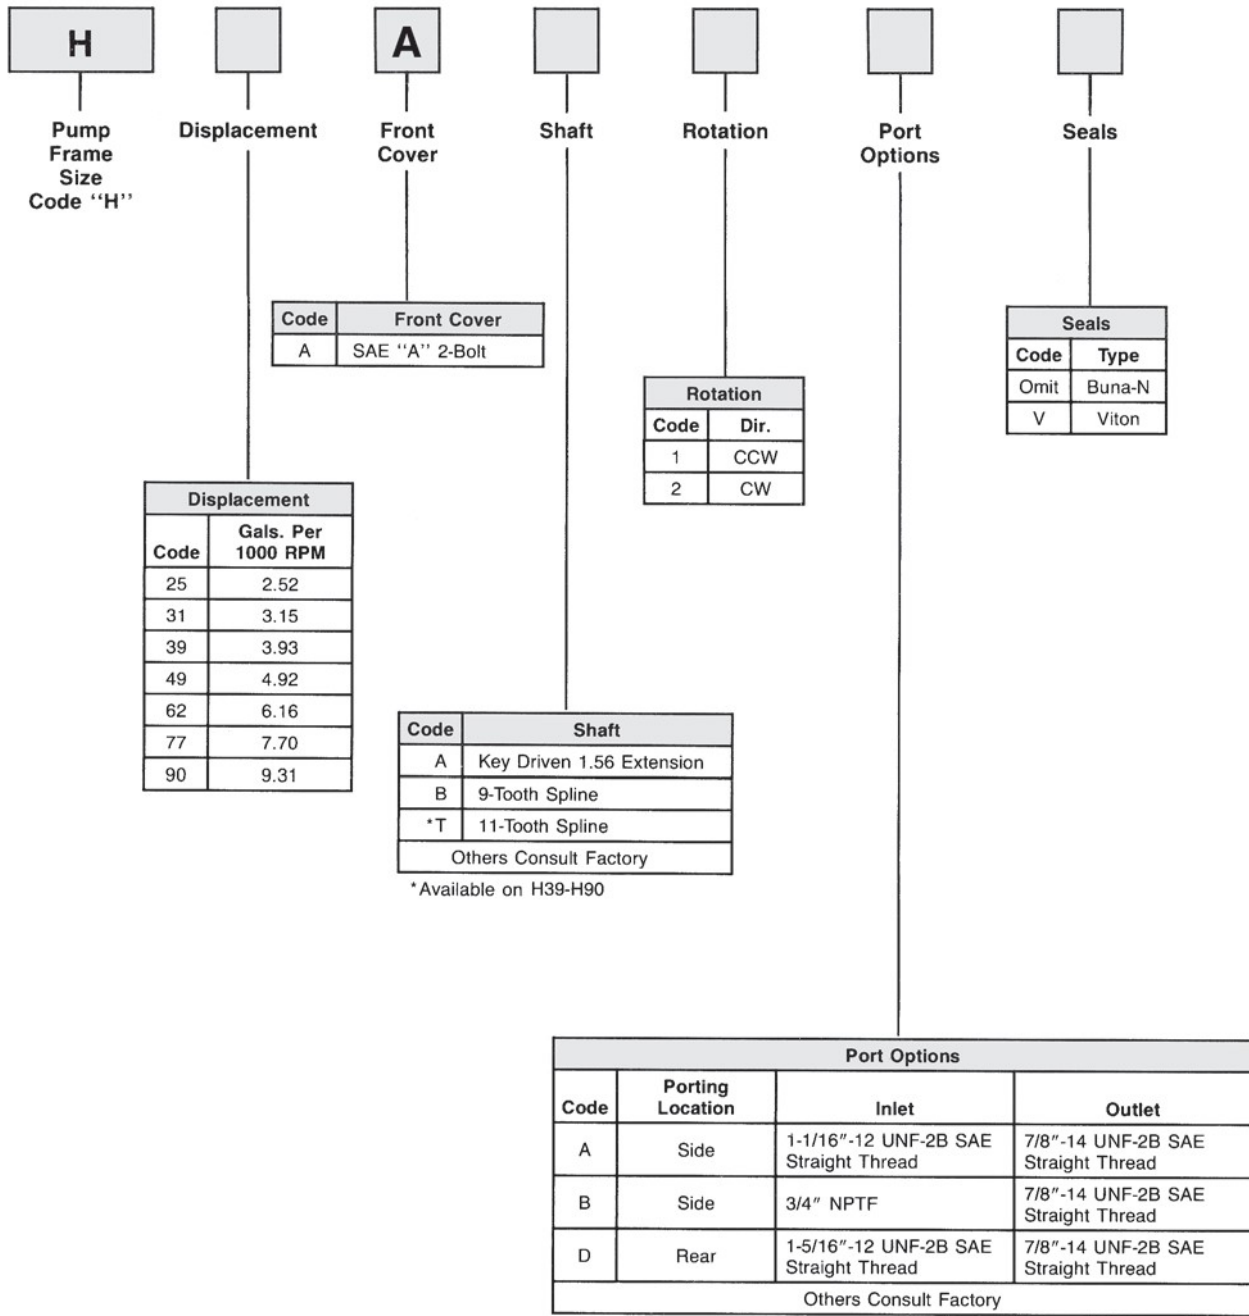 H A
Pump
Frame
Size
Code ‘‘H’’
Displacement
Front
Cover
Shaft
Rotation
Port
Options
Seals
Code Front Cover
A SAE ‘‘A’’ 2-Bolt
Seals
Code Type
Omit Buna-N
V Viton
Rotation
Code Dir.
1 CCW
2 CW
Displacement
Code Gals. Per
1000 RPM
25 2.52
31 3.15
39 3.93
49 4.92
62 6.16
77 7.70
90 9.31
Code Shaft
A Key Driven 1.56 Extension
B 9-Tooth Spline
*T 11-Tooth Spline
Others Consult Factory
*Available on H39-H90
Port Options
Code Porting
Location Inlet Outlet
A Side 1-1/16″-12 UNF-2B SAE
Straight Thread 7/8″-14 UNF-2B SAE
Straight Thread
B Side 3/4″ NPTF 7/8″-14 UNF-2B SAE
Straight Thread
D Rear 1-5/16″-12 UNF-2B SAE
Straight Thread 7/8″-14 UNF-2B SAE
Straight Thread
Others Consult Factory